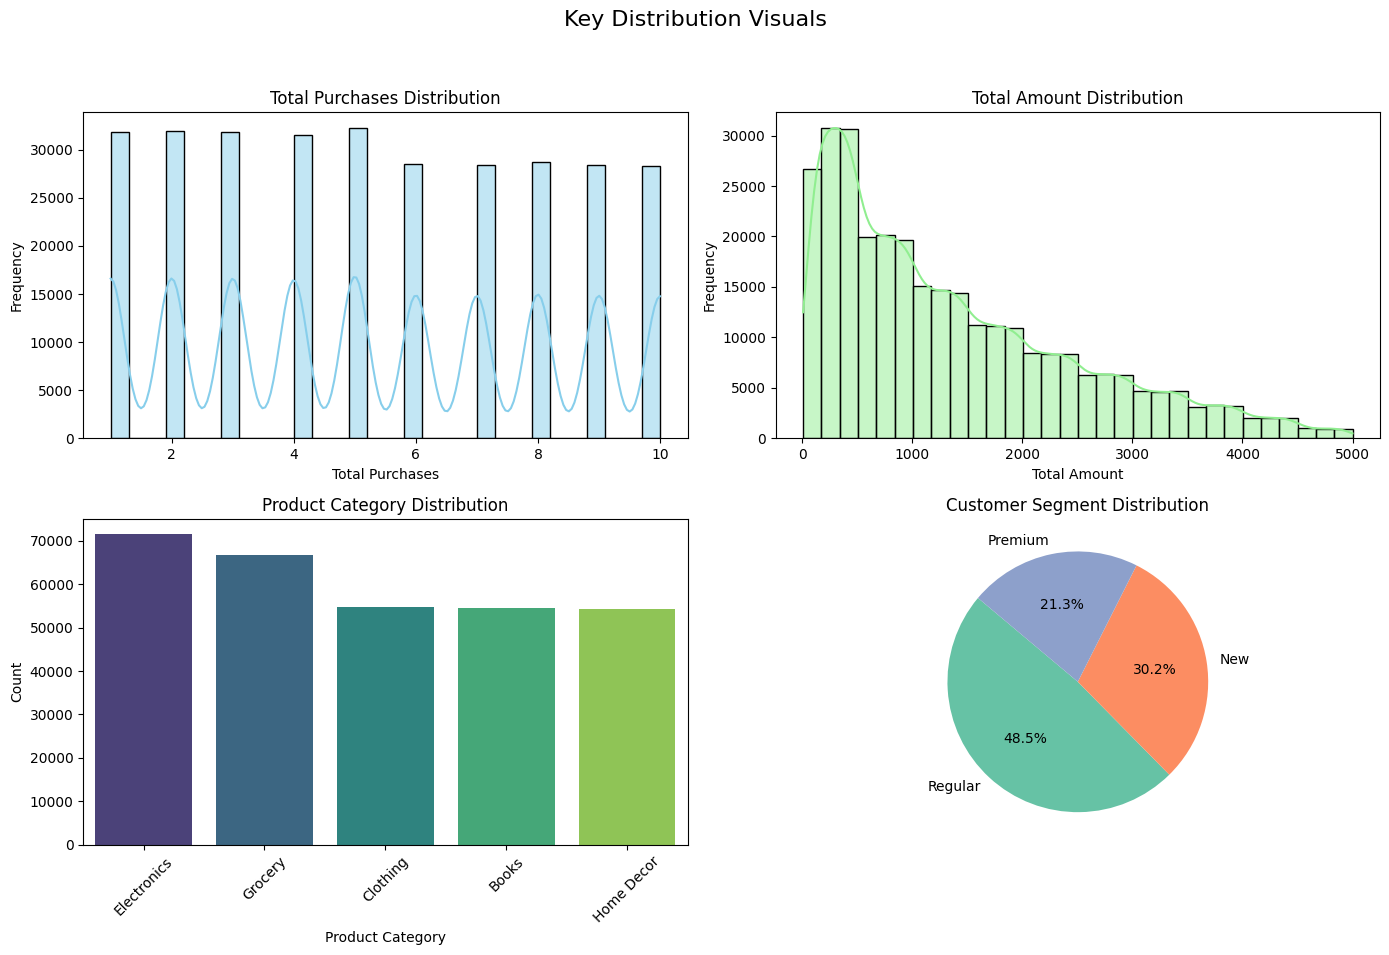 Key Distribution Visuals
Total Purchases Distribution
30000
25000
20000
15000
10000
5000
0
Frequency
2 4 6 8 10
Total Purchases
Total Amount Distribution
30000
25000
20000
15000
10000
5000
0
Frequency
0 1000 2000 3000 4000 5000
Total Amount
Product Category Distribution
70000
60000
50000
40000
30000
20000
10000
0
Count
Electronics
Grocery
Clothing
Books
Home Decor
Product Category
Customer Segment Distribution
Premium
21.3%
New
30.2%
48.5%
Regular